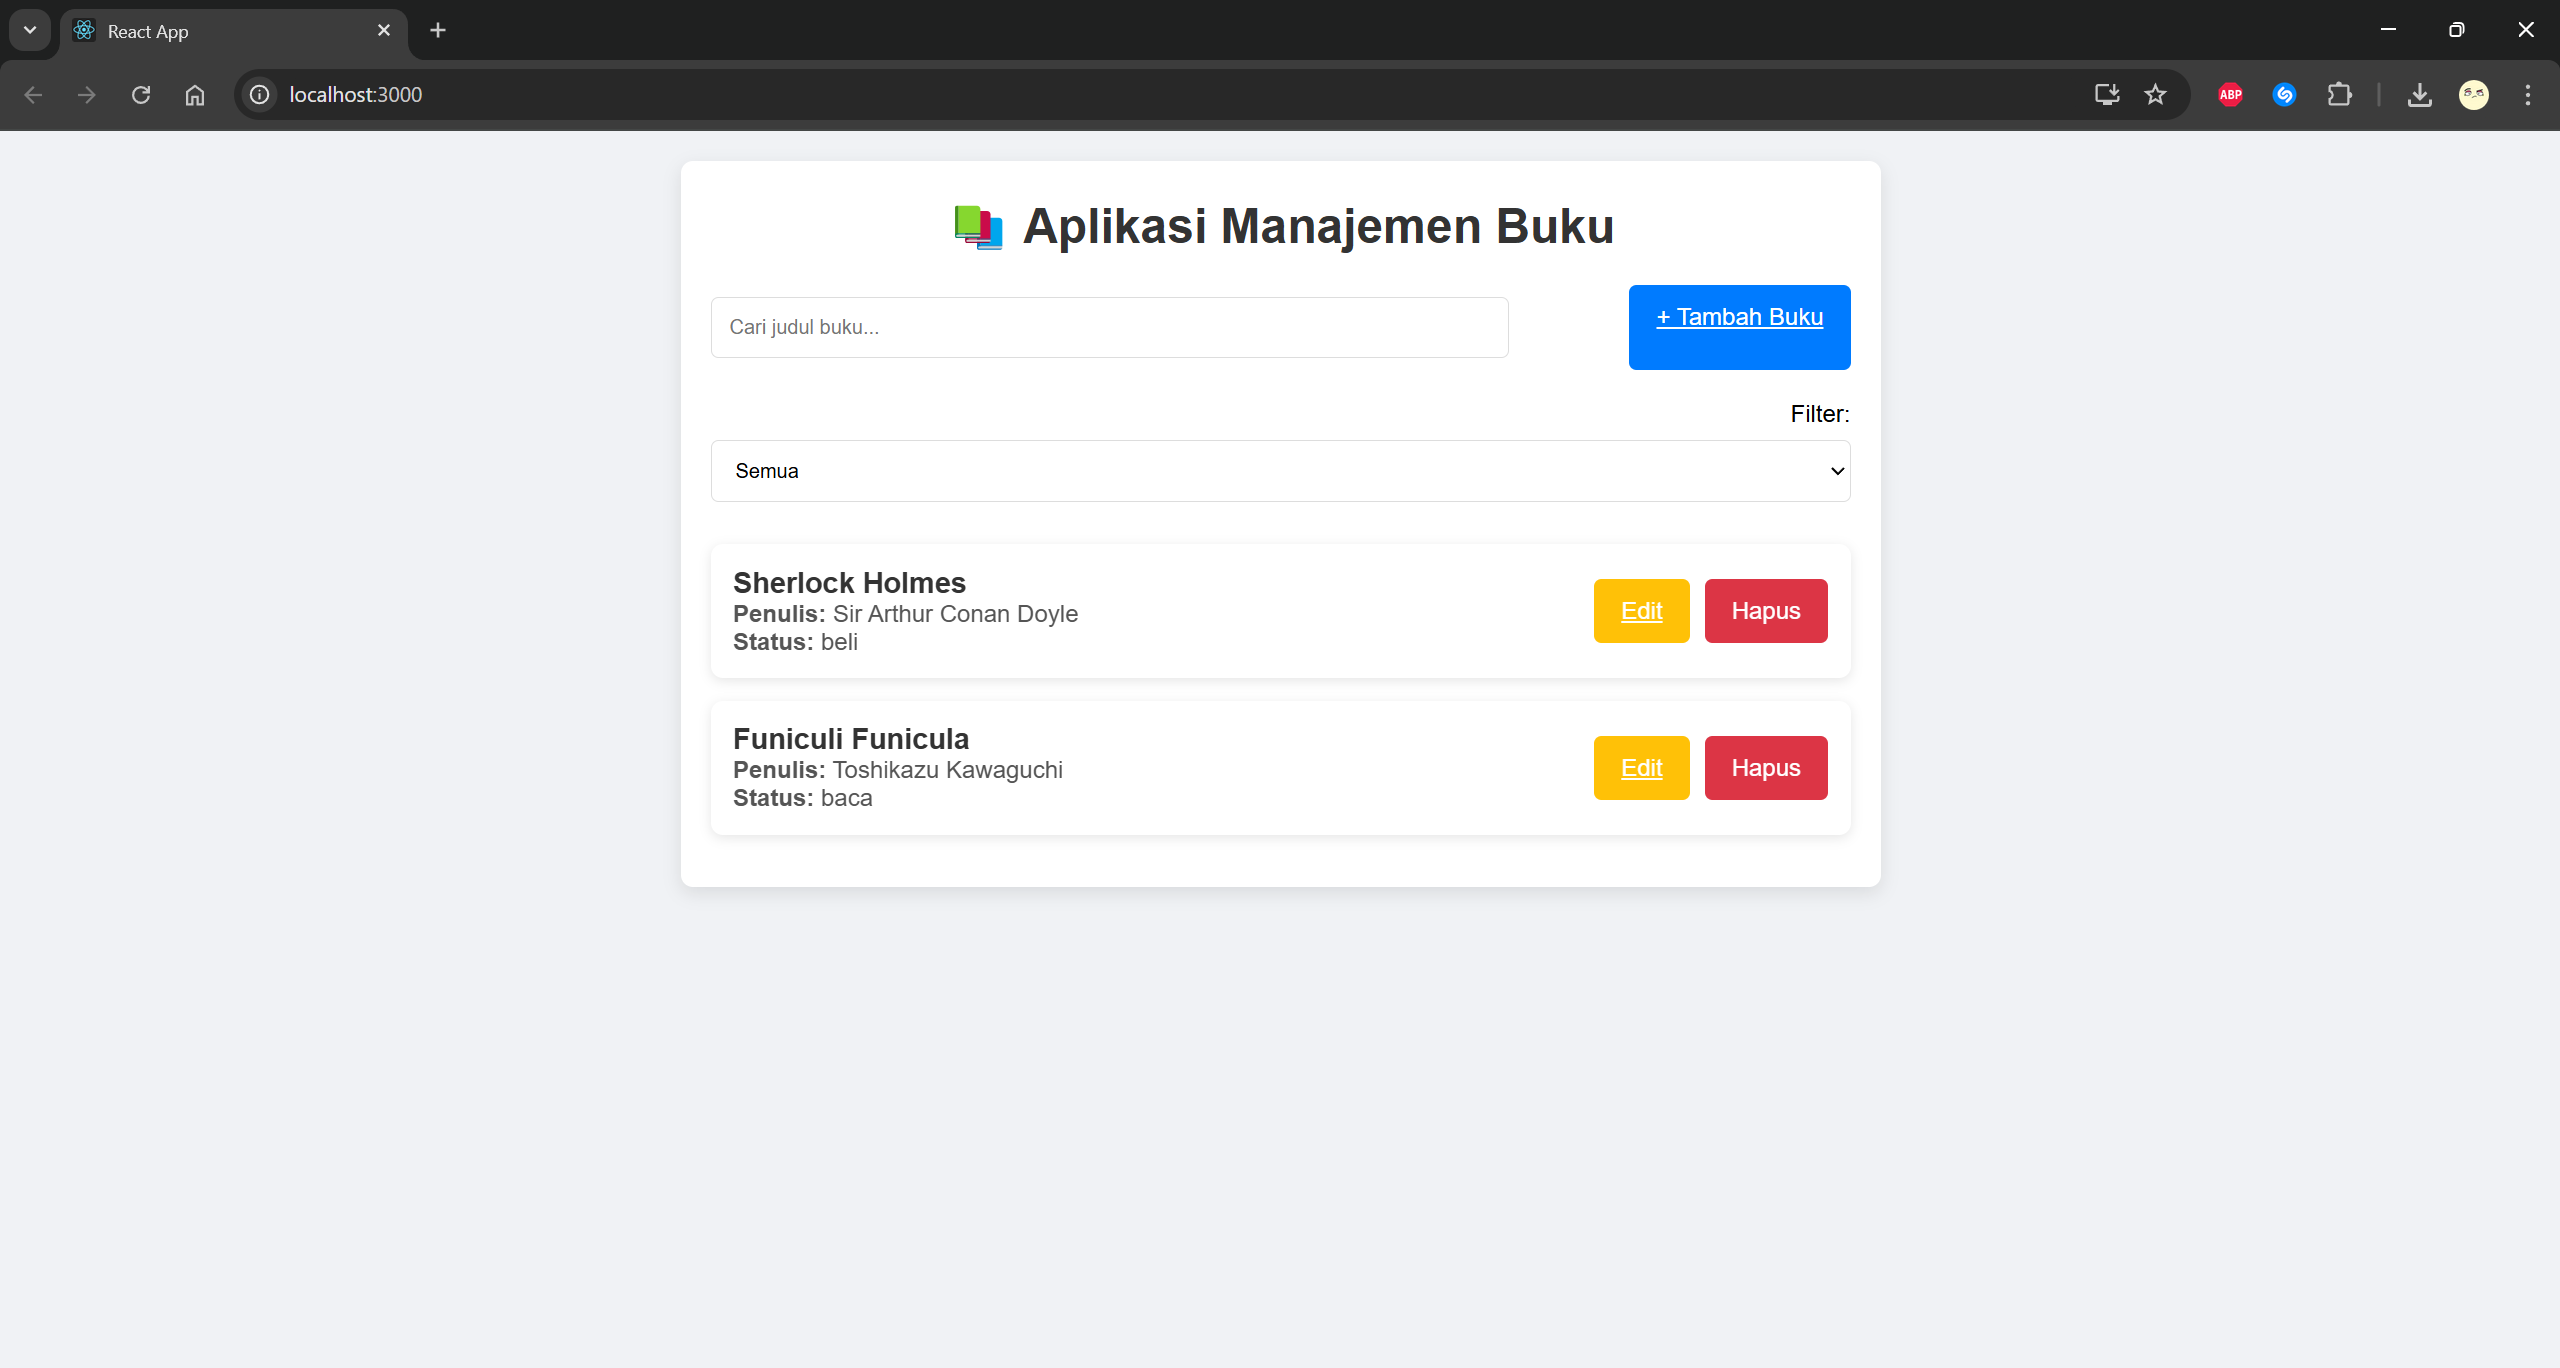 React App
localhost:3000
ABP
Aplikasi Manajemen Buku
Cari judul buku...
+ Tambah Buku
Filter:
Semua
Sherlock Holmes
Penulis: Sir Arthur Conan Doyle
Status: beli
Edit
Hapus
Funiculi Funicula
Penulis: Toshikazu Kawaguchi
Status: baca
Edit
Hapus